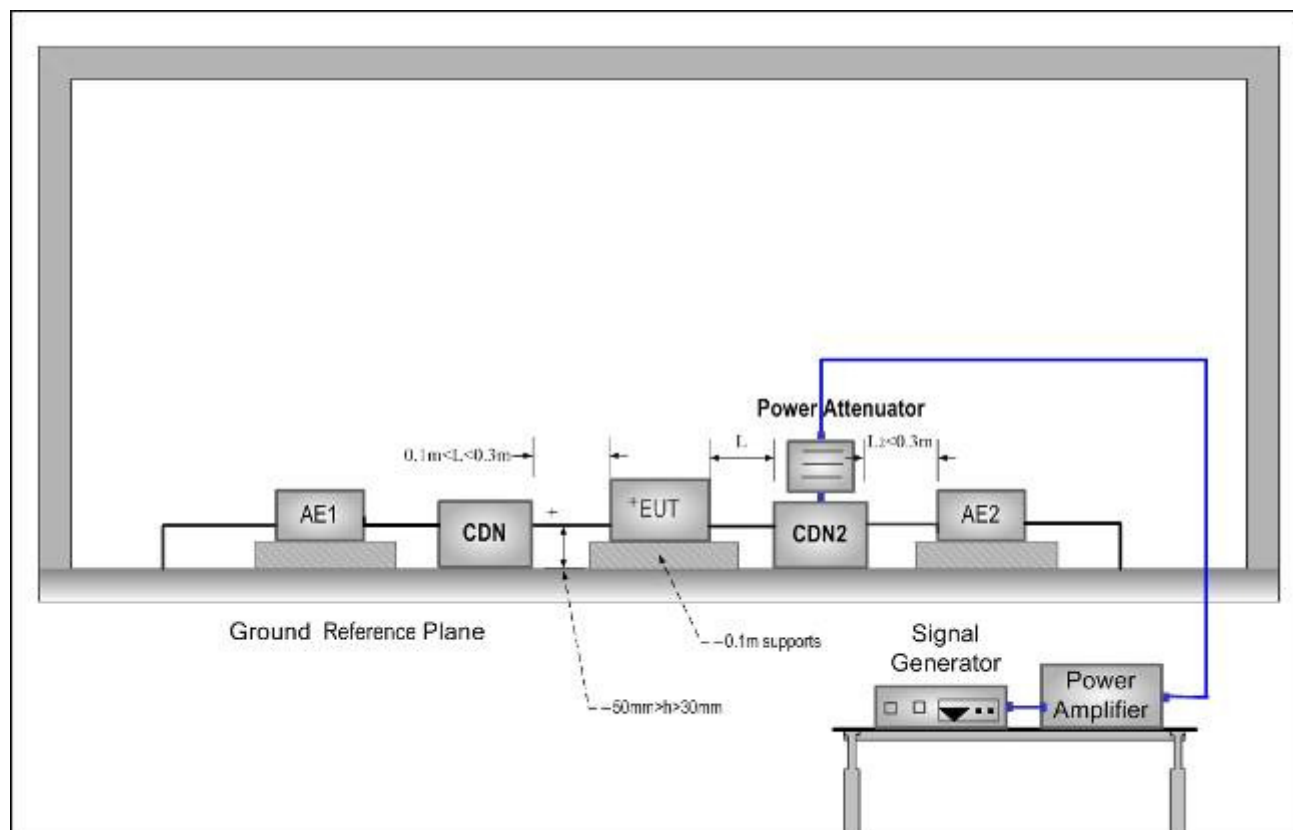 Power Attenuator
0.1m<L<0.3m
L
L2<0.3m
AE1
CDN
+
+EUT
CDN2
AE2
Ground Reference Plane
0.1m supports
50mm>h>30mm
Signal
Generator
Power
Amplifier